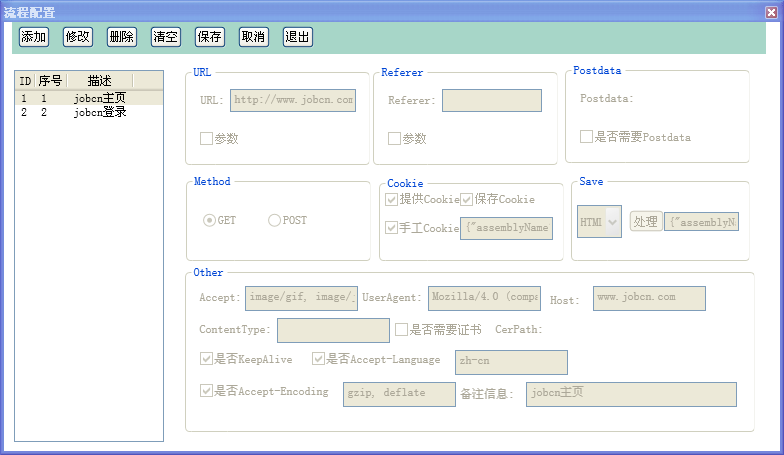 流程配置
添加 修改 删除 清空 保存 取消 退出
ID 序号 描述
1 1 jobcn主页
2 2 jobcn登录
URL
URL: http://www.jobcn.com
参数
Referer
Referer:
参数
Postdata
Postdata:
是否需要Postdata
Method
GET POST
Cookie
提供Cookie 保存Cookie
手工Cookie {"assemblyName
Save
HTML 处理 {"assemblyN
Other
Accept: image/gif, image/ UserAgent: Mozilla/4.0 (compa Host: www.jobcn.com
ContentType: 是否需要证书 CerPath:
是否KeepAlive 是否Accept-Language zh-cn
是否Accept-Encoding gzip, deflate 备注信息: jobcn主页